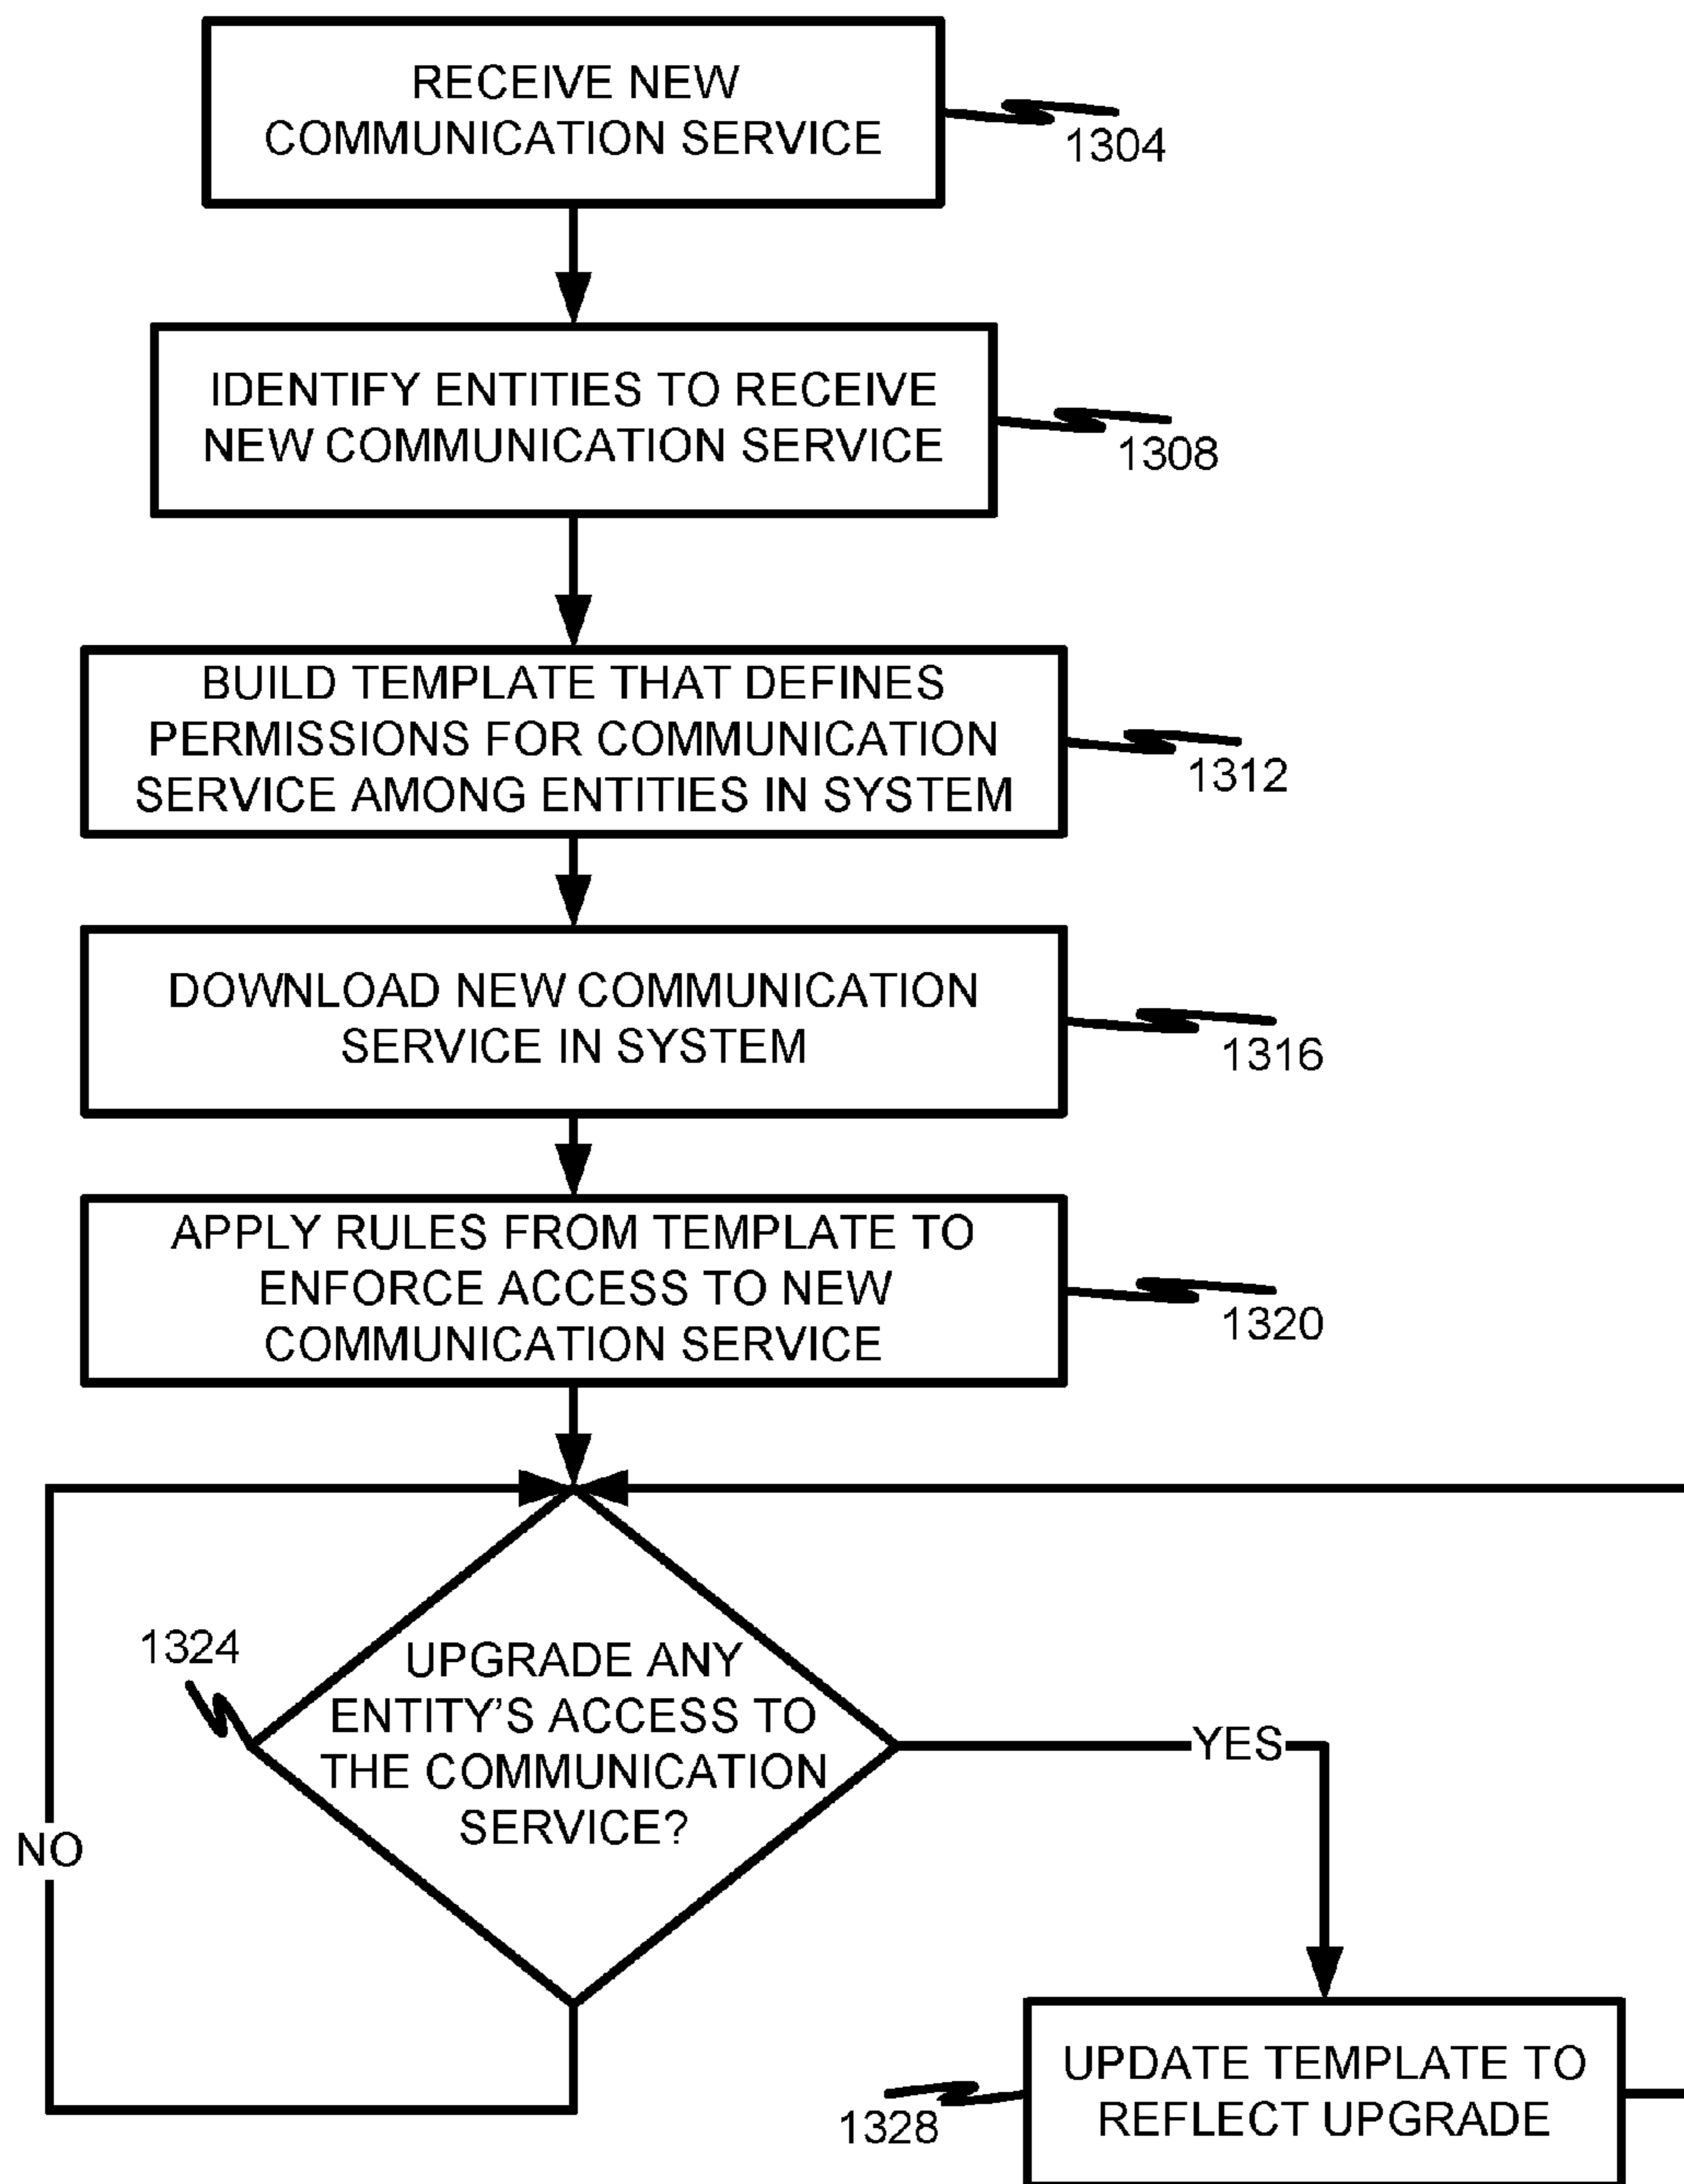 RECEIVE NEW
COMMUNICATION SERVICE
1304
IDENTIFY ENTITIES TO RECEIVE
NEW COMMUNICATION SERVICE
1308
BUILD TEMPLATE THAT DEFINES
PERMISSIONS FOR COMMUNICATION
SERVICE AMONG ENTITIES IN SYSTEM
1312
DOWNLOAD NEW COMMUNICATION
SERVICE IN SYSTEM
1316
APPLY RULES FROM TEMPLATE TO
ENFORCE ACCESS TO NEW
COMMUNICATION SERVICE
1320
1324
UPGRADE ANY
ENTITY'S ACCESS TO
THE COMMUNICATION
SERVICE?
YES
NO
UPDATE TEMPLATE TO
REFLECT UPGRADE
1328